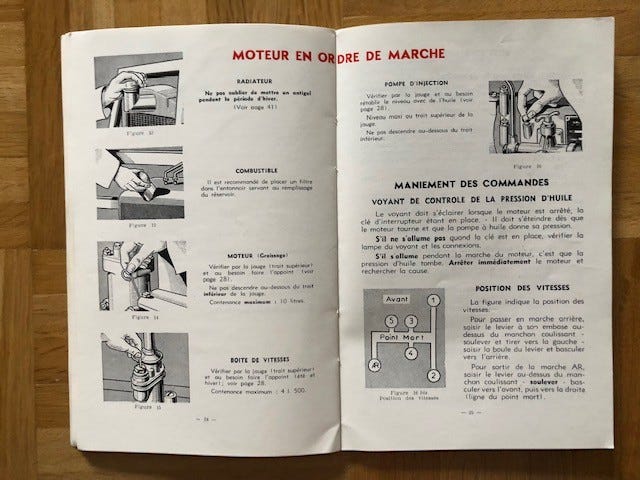 MOTEUR EN ORDRE DE MARCHE
RADIATEUR
Ne pas oublier de mettre un antigel
pendant la période d'hiver.
(Voir page 41)
Figure 12
COMBUSTIBLE
Il est recommandé de placer un filtre
dans l'entonnoir servant au remplissage
du réservoir.
Figure 13
MOTEUR (Graissage)
Vérifier par la jauge (trait supérieur)
et au besoin faire l'appoint (voir
page 28)
Ne pas descendre au-dessous du trait
inférieur de la jauge.
Contenance maximum : 10 litres.
Figure 14
BOITE DE VITESSES
Vérifier par la jauge (trait supérieur)
et au besoin faire l'appoint (été et
hiver) ; voir page 28.
Contenance maximum : 4 l 500.
Figure 15
— 24 —
POMPE D'INJECTION
Vérifier par la jauge et au besoin
rétablir le niveau avec de l'huile (voir
page 28).
Niveau maxi au trait supérieur de la
jauge.
Ne pas descendre au-dessous du trait
inférieur.
Figure 16
MANIEMENT DES COMMANDES
VOYANT DE CONTROLE DE LA PRESSION D'HUILE
Le voyant doit s'éclairer lorsque le moteur est arrêté, la
clé d'interrupteur étant en place. - Il doit s'éteindre dès que
le moteur tourne et que la pompe à huile donne sa pression.
S'il ne s'allume pas quand la clé est en place, vérifier la
lampe du voyant et les connexions.
S'il s'allume pendant la marche du moteur, c'est que la
pression d'huile tombe. Arrêter immédiatement le moteur et
rechercher la cause.
Avant
1
5
3
Point Mort
4
AR
2
Figure 16 bis
Position des vitesses
POSITION DES VITESSES
La figure indique la position des
vitesses:
Pour passer en marche arrière,
saisir le levier à son embase au-
dessus du manchon coulissant -
soulever et tirer vers la gauche -
saisir la boule du levier et basculer
vers l'arrière.
Pour sortir de la marche AR,
saisir le levier au-dessus du man-
chon coulissant - soulever - bas-
culer vers l'avant, puis vers la droite
(ligne du point mort).
— 25 —